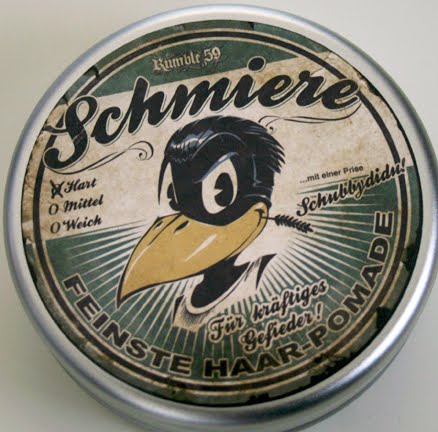 Rumble 59
Schmiere
Hart
Mittel
Weich
...mit einer Prise
Schubbydidu!
Für kräftiges
Gefieder!
FEINSTE HAAR-POMADE